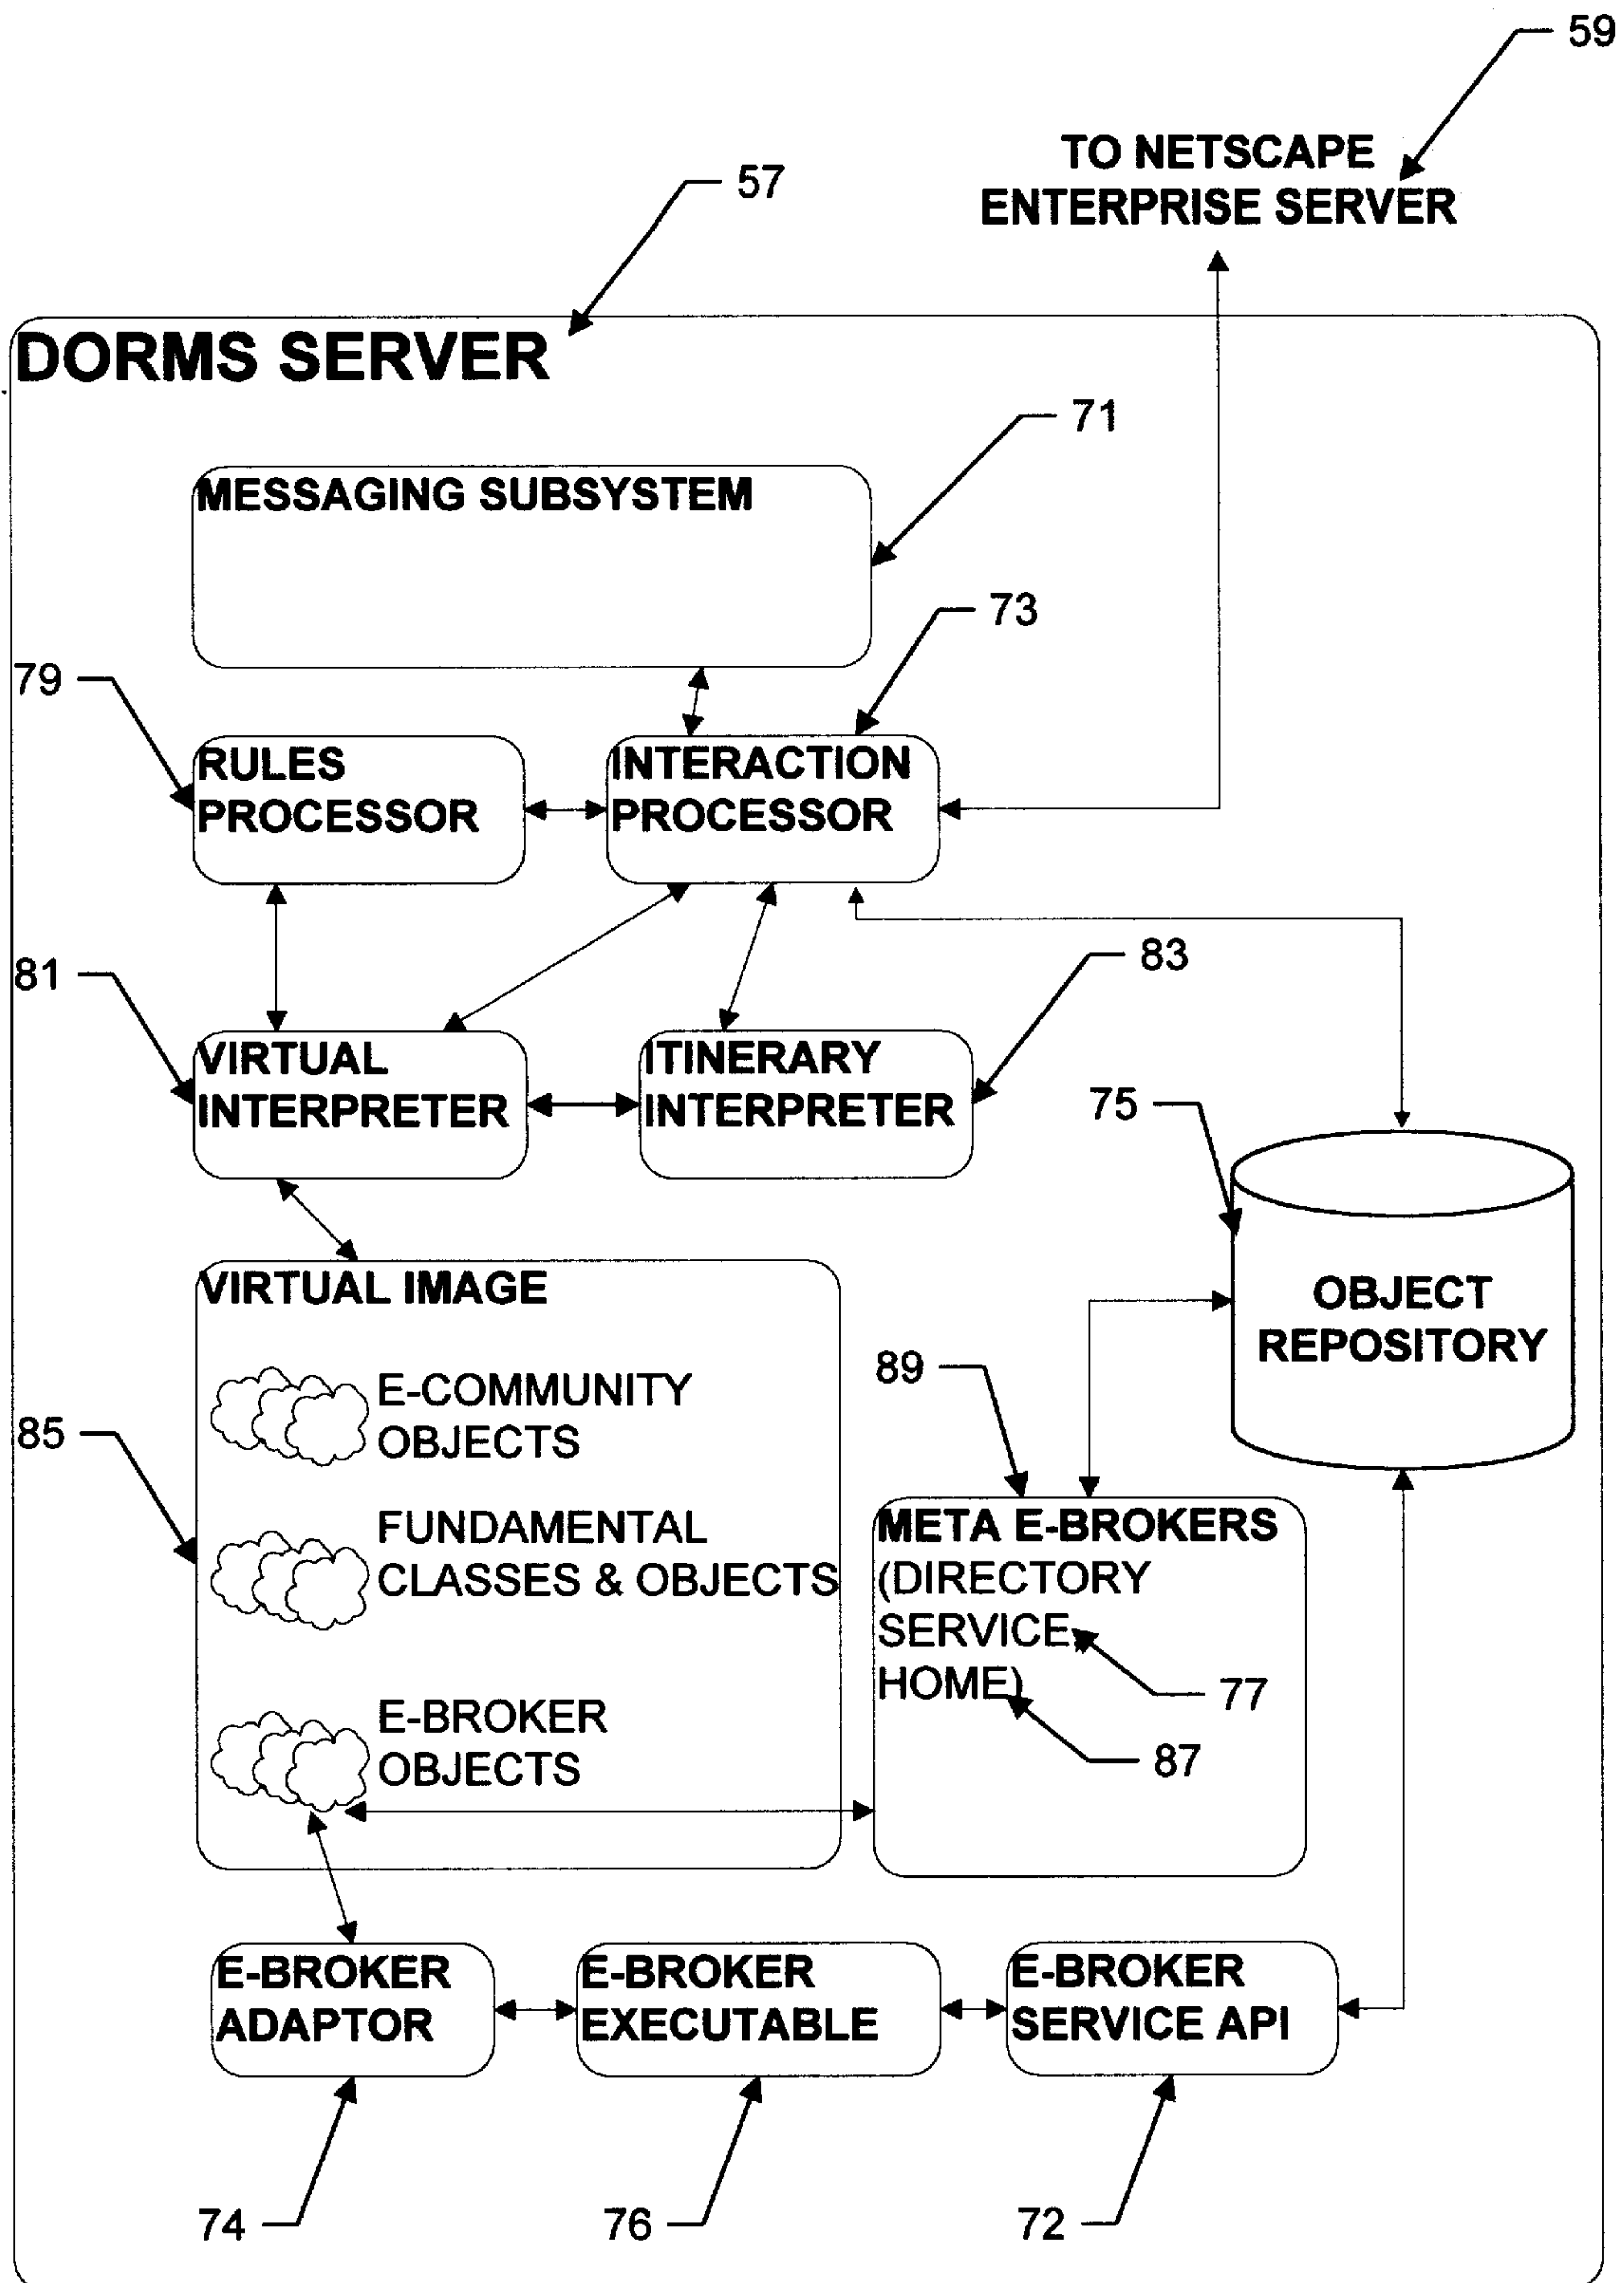 59
TO NETSCAPE
ENTERPRISE SERVER
57
DORMS SERVER
71
MESSAGING SUBSYSTEM
73
79
RULES
PROCESSOR
INTERACTION
PROCESSOR
81
83
VIRTUAL
INTERPRETER
ITINERARY
INTERPRETER
75
OBJECT
REPOSITORY
VIRTUAL IMAGE
E-COMMUNITY
OBJECTS
85
FUNDAMENTAL
CLASSES & OBJECTS
E-BROKER
OBJECTS
89
META E-BROKERS
(DIRECTORY
SERVICE
HOME)
77
87
E-BROKER
ADAPTOR
E-BROKER
EXECUTABLE
E-BROKER
SERVICE API
74
76
72